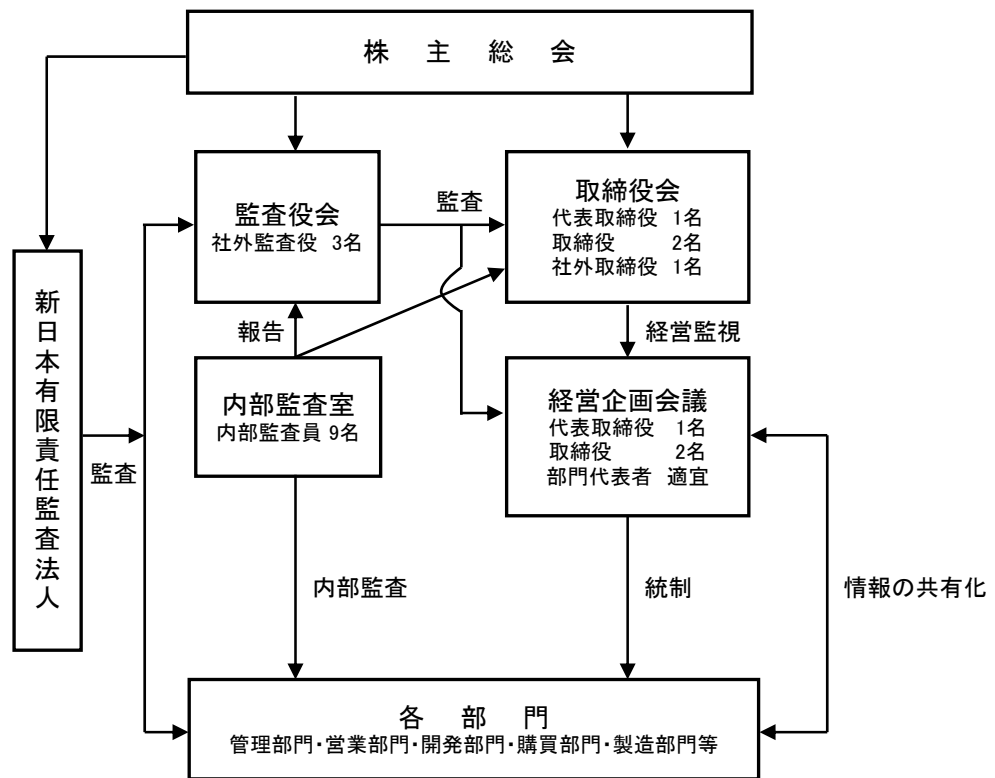 株主総会
監査役会
社外監査役 3名
監査
取締役会
代表取締役 1名
取締役 2名
社外取締役 1名
新日本有限責任監査法人
監査
報告
経営監視
内部監査室
内部監査員 9名
経営企画会議
代表取締役 1名
取締役 2名
部門代表者 適宜
内部監査
統制
情報の共有化
各部門
管理部門・営業部門・開発部門・購買部門・製造部門等